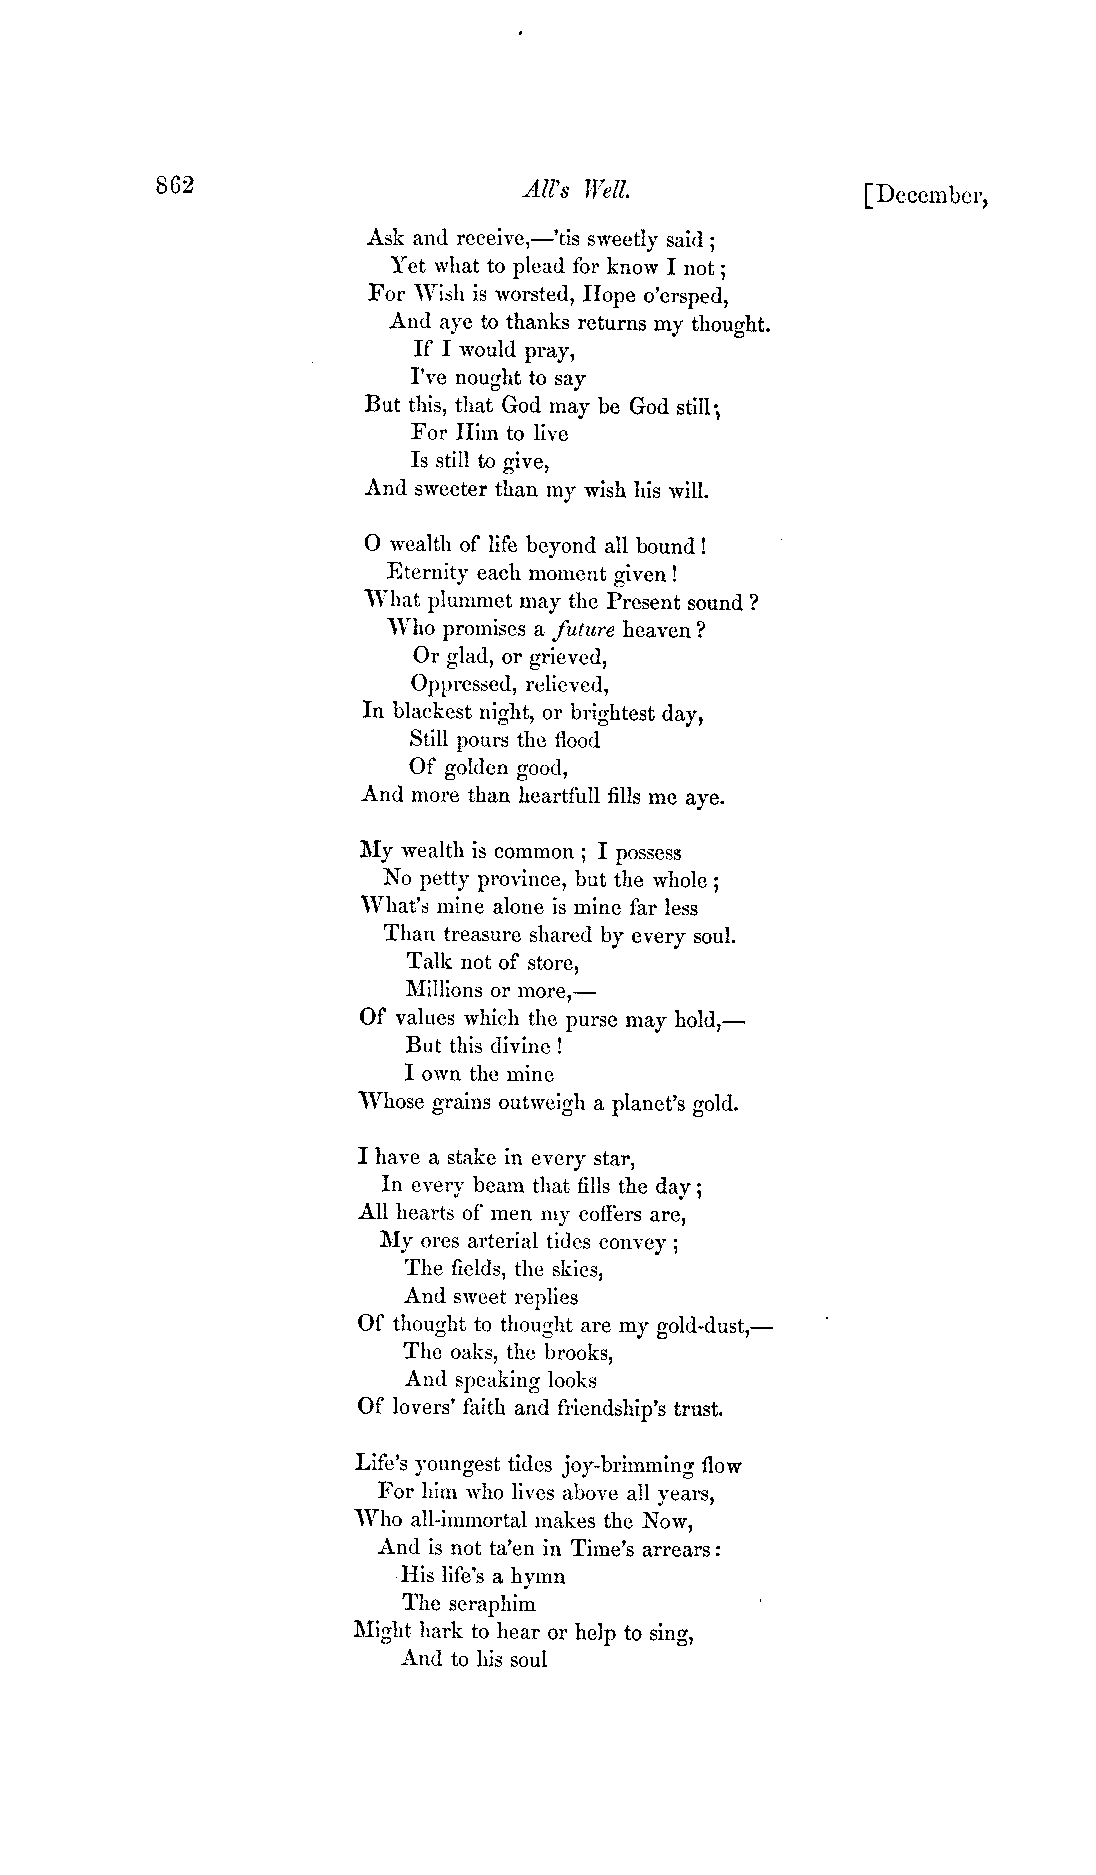 862 All's Well. [December,
Ask and receive,—'tis sweetly said ;
Yet what to plead for know I not ;
For Wish is worsted, Hope o'ersped,
And aye to thanks returns my thought.
If I would pray,
I've nought to say
But this, that God may be God still ;
For Him to live
Is still to give,
And sweeter than my wish his will.

O wealth of life beyond all bound !
Eternity each moment given !
What plummet may the Present sound ?
Who promises a future heaven ?
Or glad, or grieved,
Oppressed, relieved,
In blackest night, or brightest day,
Still pours the flood
Of golden good,
And more than heartfull fills me aye.

My wealth is common ; I possess
No petty province, but the whole ;
What's mine alone is mine far less
Than treasure shared by every soul.
Talk not of store,
Millions or more,—
Of values which the purse may hold,—
But this divine !
I own the mine
Whose grains outweigh a planet's gold.

I have a stake in every star,
In every beam that fills the day ;
All hearts of men my coffers are,
My ores arterial tides convey ;
The fields, the skies,
And sweet replies
Of thought to thought are my gold-dust,—
The oaks, the brooks,
And speaking looks
Of lovers' faith and friendship's trust.

Life's youngest tides joy-brimming flow
For him who lives above all years,
Who all-immortal makes the Now,
And is not ta'en in Time's arrears :
His life's a hymn
The seraphim
Might hark to hear or help to sing,
And to his soul